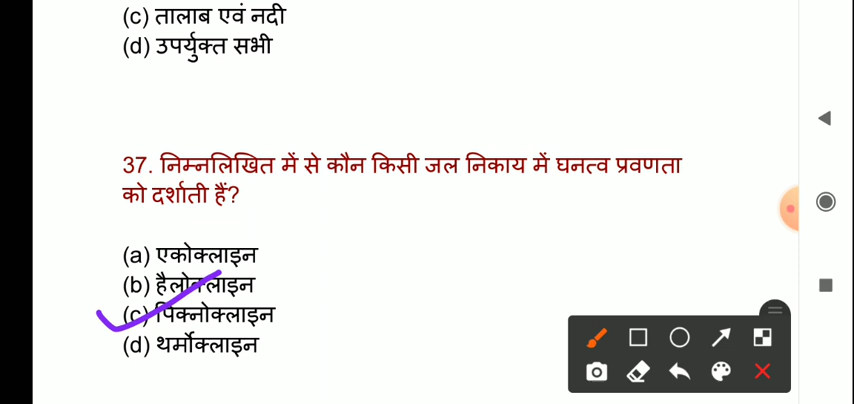 (c) तालाब एवं नदी
(d) उपर्युक्त सभी
37. निम्नलिखित में से कौन किसी जल निकाय में घनत्व प्रवणता
को दर्शाती हैं?
(a) एकोक्लाइन
(b) हैलोक्लाइन
(c) पिक्नोक्लाइन
(d) थर्मोक्लाइन